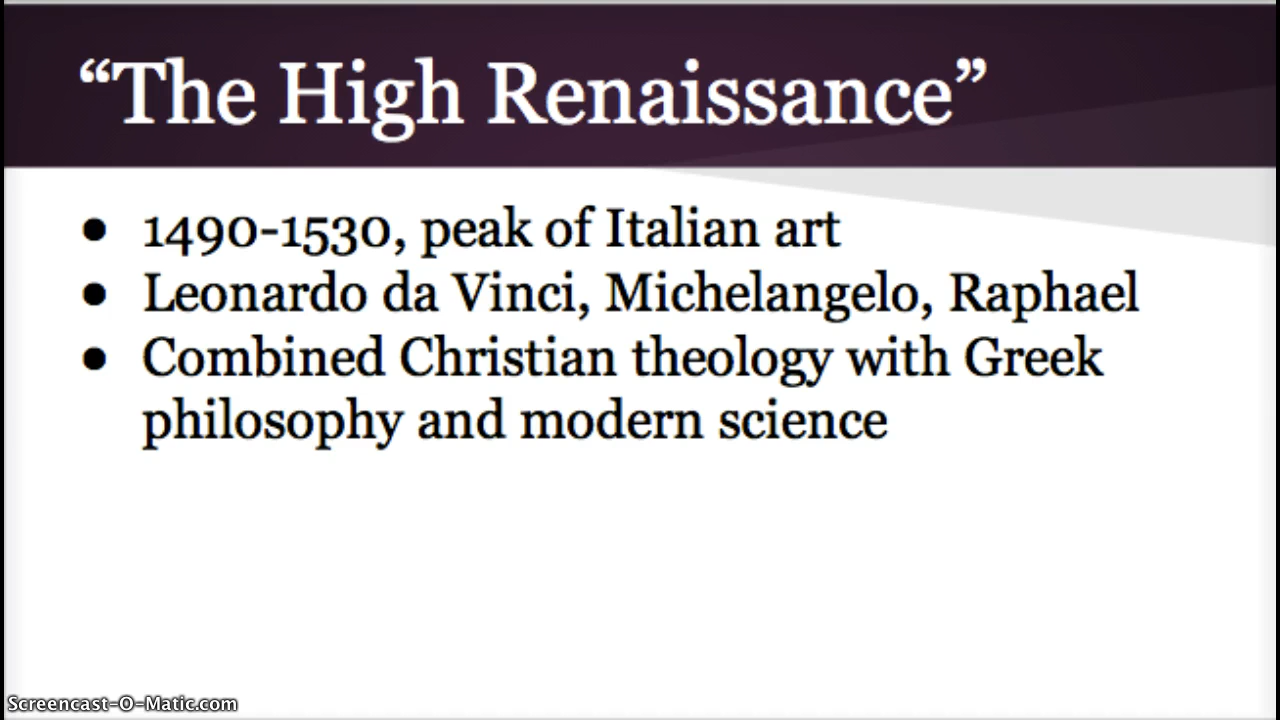 “The High Renaissance”
● 1490-1530, peak of Italian art
● Leonardo da Vinci, Michelangelo, Raphael
● Combined Christian theology with Greek
philosophy and modern science
Screencast-O-Matic.com